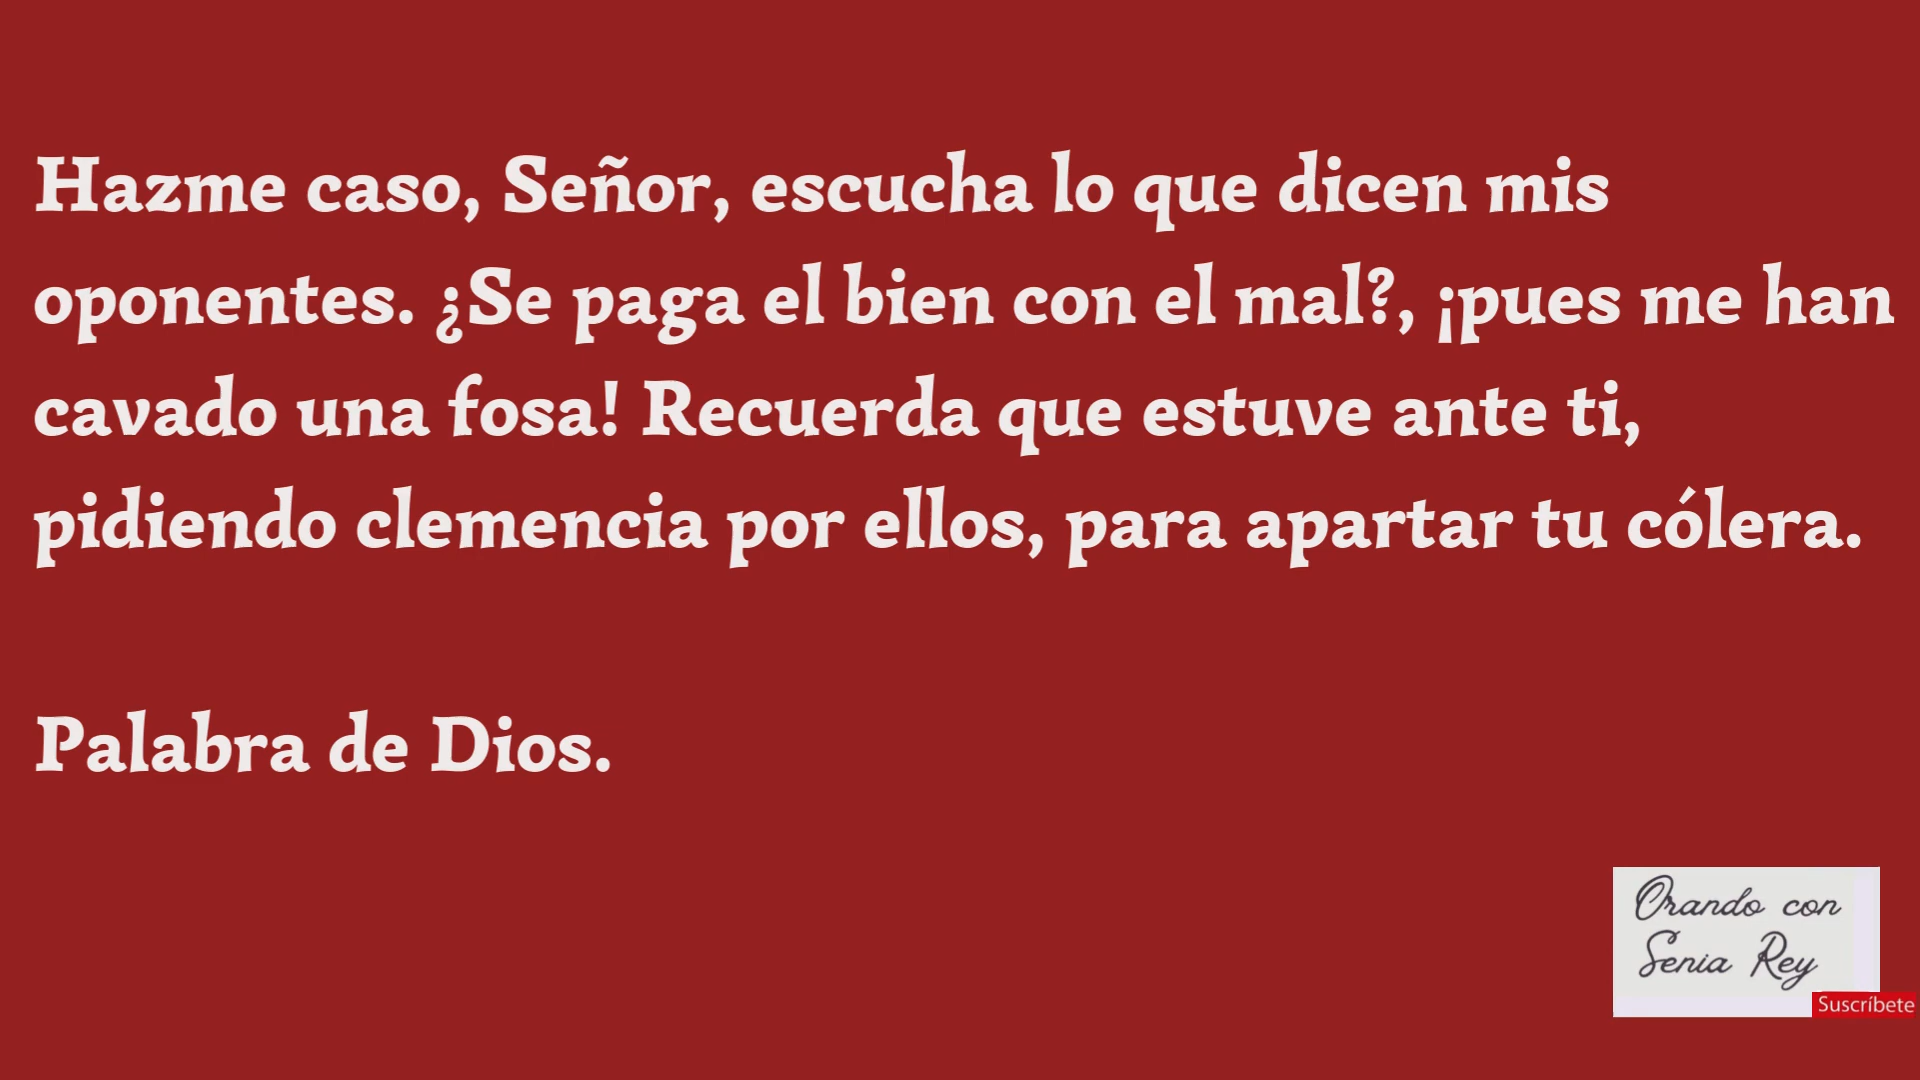 Hazme caso, Señor, escucha lo que dicen mis
oponentes. ¿Se paga el bien con el mal?, ¡pues me han
cavado una fosa! Recuerda que estuve ante ti,
pidiendo clemencia por ellos, para apartar tu cólera.
Palabra de Dios.
Orando con
Senia Rey
Suscríbete